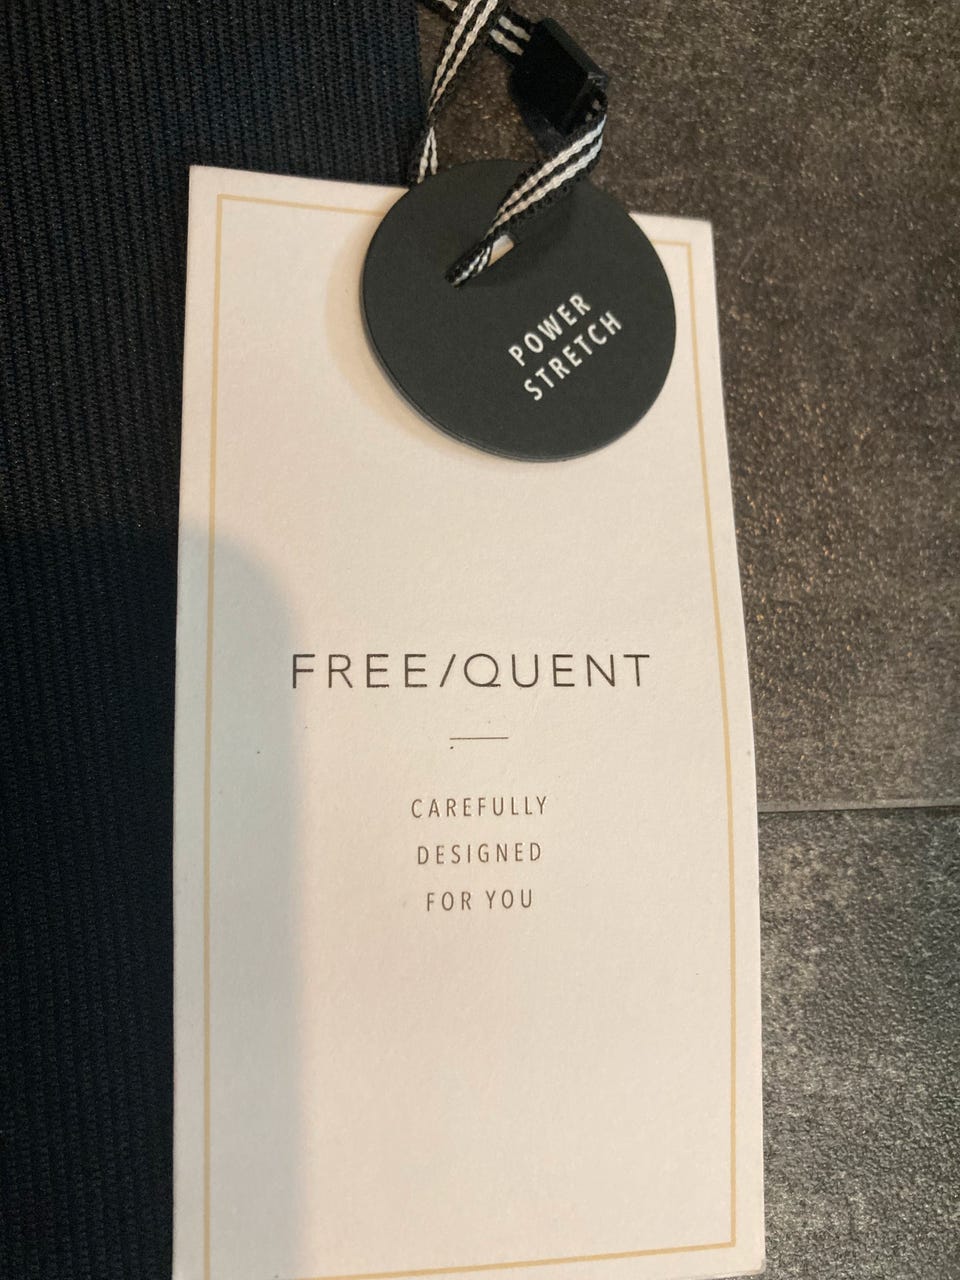 POWER
STRETCH
FREE/QUENT
CAREFULLY
DESIGNED
FOR YOU